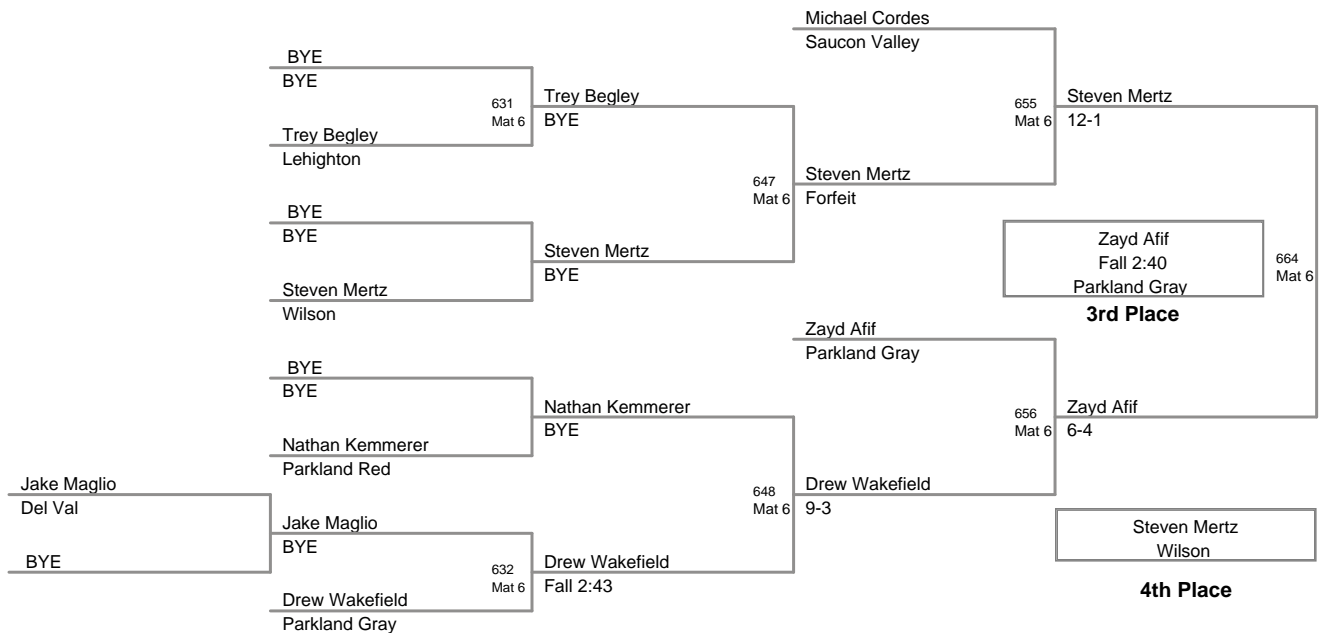 Michael Cordes
Saucon Valley
BYE
BYE
631
Mat 6
Trey Begley
BYE
655
Mat 6
Steven Mertz
12-1
Trey Begley
Lehighton
647
Mat 6
Steven Mertz
Forfeit
BYE
BYE
Steven Mertz
BYE
Zayd Afif
Fall 2:40
Parkland Gray
3rd Place
664
Mat 6
Steven Mertz
Wilson
Zayd Afif
Parkland Gray
BYE
BYE
Nathan Kemmerer
BYE
656
Mat 6
Zayd Afif
6-4
Nathan Kemmerer
Parkland Red
Jake Maglio
Del Val
648
Mat 6
Drew Wakefield
9-3
Jake Maglio
BYE
Steven Mertz
Wilson
4th Place
BYE
632
Mat 6
Drew Wakefield
Fall 2:43
Drew Wakefield
Parkland Gray